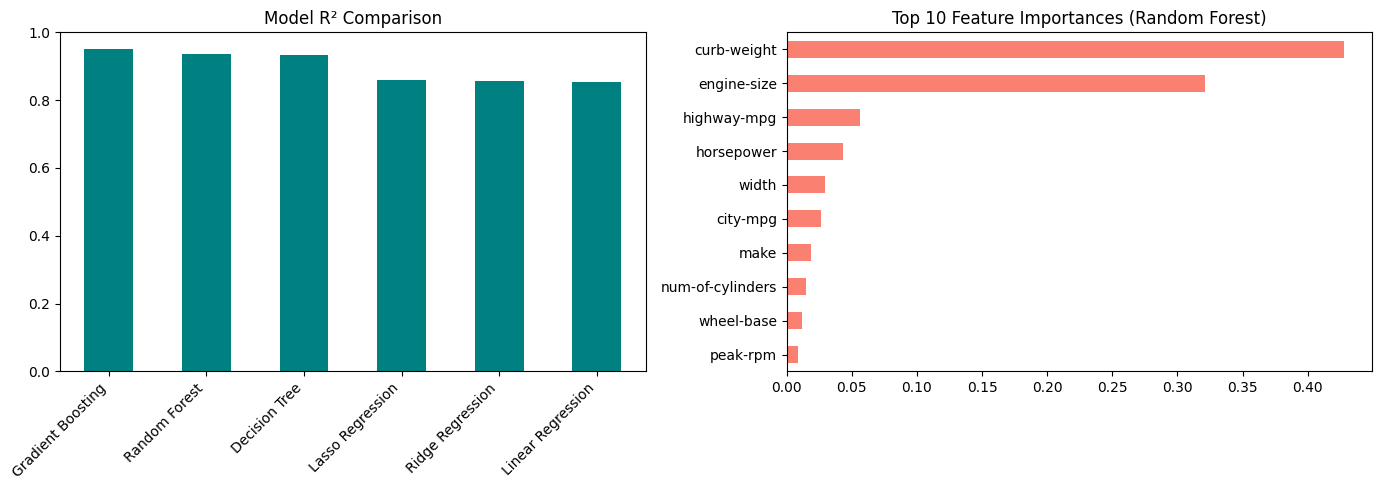 Model R² Comparison
1.0
0.8
0.6
0.4
0.2
0.0
Gradient Boosting
Random Forest
Decision Tree
Lasso Regression
Ridge Regression
Linear Regression
Top 10 Feature Importances (Random Forest)
curb-weight
engine-size
highway-mpg
horsepower
width
city-mpg
make
num-of-cylinders
wheel-base
peak-rpm
0.00 0.05 0.10 0.15 0.20 0.25 0.30 0.35 0.40